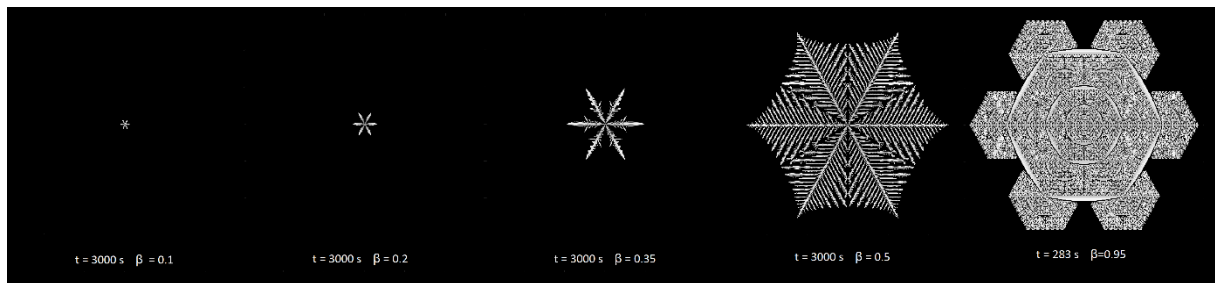 t = 3000 s β = 0.1
t = 3000 s β = 0.2
t = 3000 s β = 0.35
t = 3000 s β = 0.5
t = 283 s β=0.95